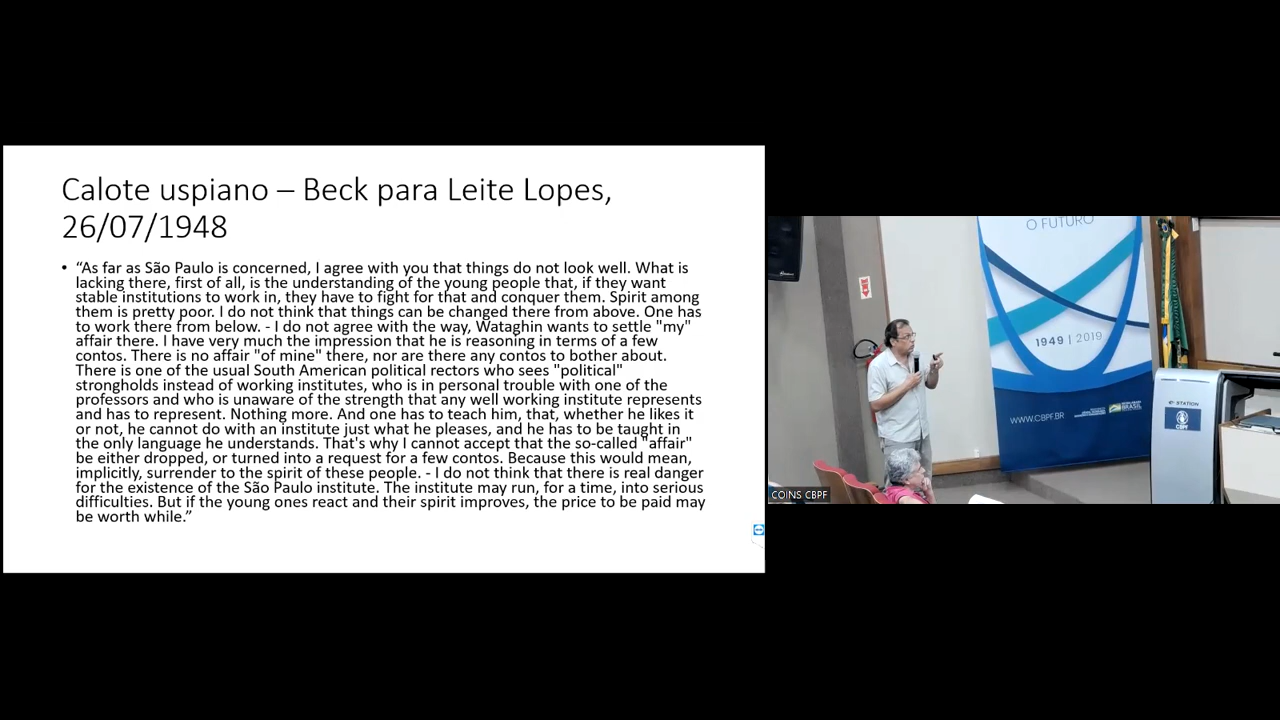 Calote uspiano – Beck para Leite Lopes,
26/07/1948
• “As far as São Paulo is concerned, I agree with you that things do not look well. What is
lacking there, first of all, is the understanding of the young people that, if they want
stable institutions to work in, they have to fight for that and conquer them. Spirit among
them is pretty poor. I do not think that things can be changed there from above. One has
to work there from below. - I do not agree with the way, Wataghin wants to settle "my"
affair there. I have very much the impression that he is reasoning in terms of a few
contos. There is no affair "of mine" there, nor are there any contos to bother about.
There is one of the usual South American political rectors who sees "political"
strongholds instead of working institutes, who is in personal trouble with one of the
professors and who is unaware of the strength that any well working institute represents
and has to represent. Nothing more. And one has to teach him, that, whether he likes it
or not, he cannot do with an institute just what he pleases, and he has to be taught in
the only language he understands. That's why I cannot accept that the so-called "affair"
be either dropped, or turned into a request for a few contos. Because this would mean,
implicitly, surrender to the spirit of these people. - I do not think that there is real danger
for the existence of the São Paulo institute. The institute may run, for a time, into serious
difficulties. But if the young ones react and their spirit improves, the price to be paid may
be worth while.”
O FUTURO
1949 | 2019
WWW.CBPF.BR
BRASIL
STATION
CBPF
COINS CBPF